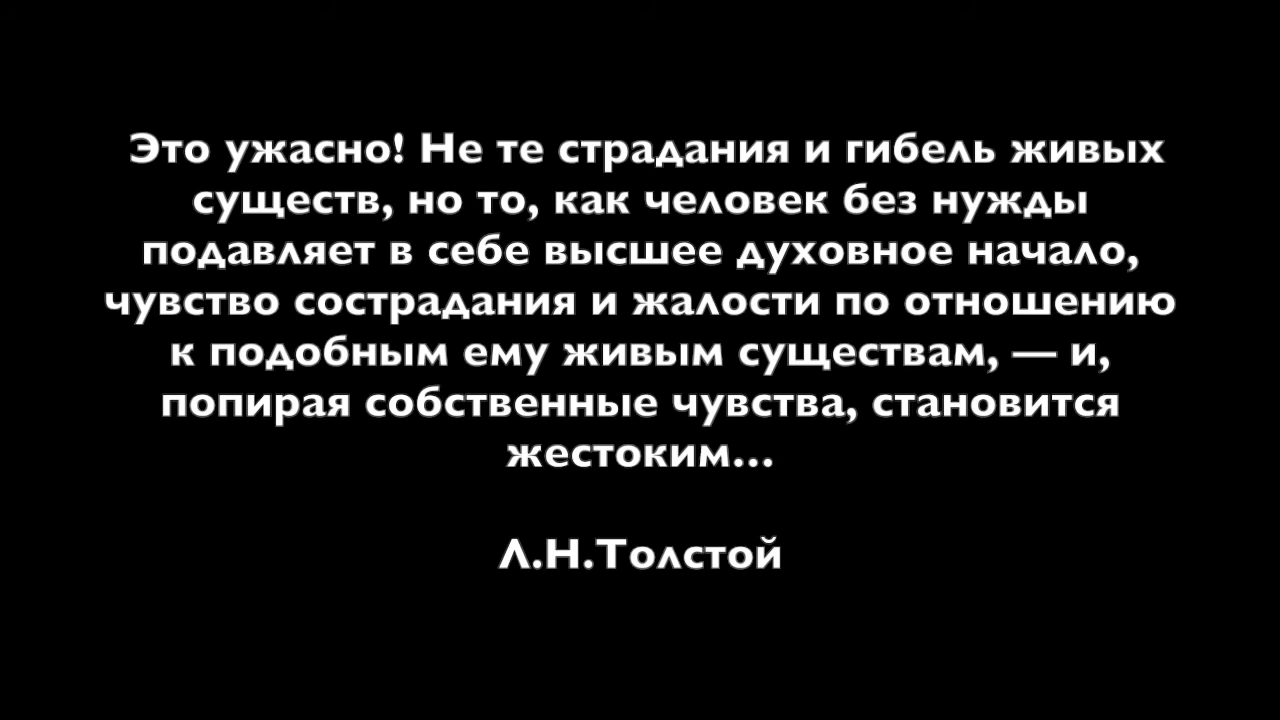 Это ужасно! Не те страдания и гибель живых
существ, но то, как человек без нужды
подавляет в себе высшее духовное начало,
чувство сострадания и жалости по отношению
к подобным ему живым существам, — и,
попирая собственные чувства, становится
жестоким...
Л.Н.Толстой